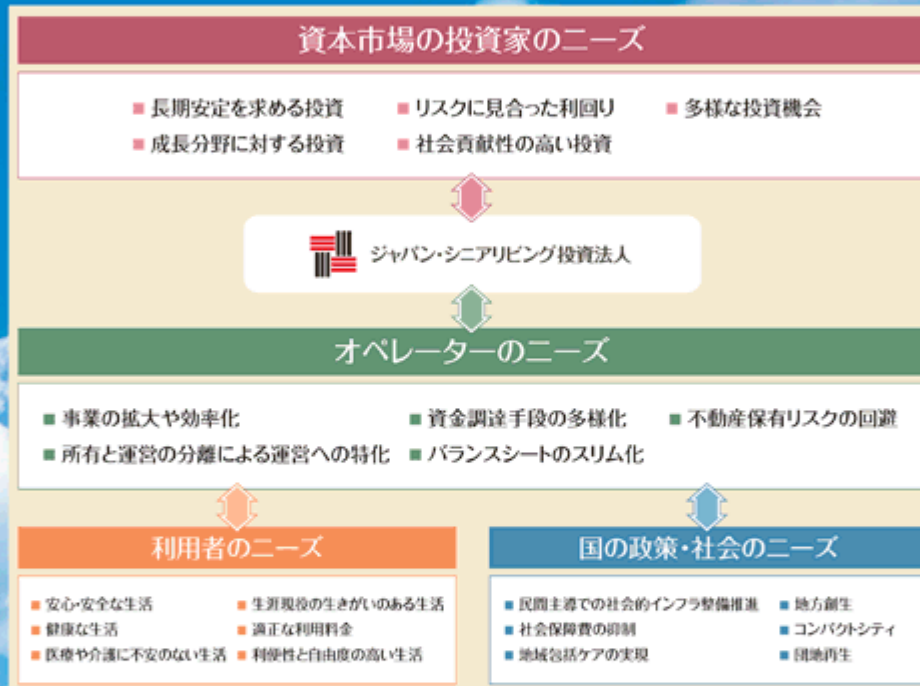 資本市場の投資家のニーズ
■ 長期安定を求める投資 ■ リスクに見合った利回り ■ 多様な投資機会
■ 成長分野に対する投資 ■ 社会貢献性の高い投資
ジャパン・シニアリビング投資法人
オペレーターのニーズ
■ 事業の拡大や効率化 ■ 資金調達手段の多様化 ■ 不動産保有リスクの回避
■ 所有と運営の分離による運営への特化 ■ バランスシートのスリム化
利用者のニーズ
■ 安心・安全な生活 ■ 生涯現役の生きがいのある生活
■ 健康な生活 ■ 適正な利用料金
■ 医療や介護に不安のない生活 ■ 利便性と自由度の高い生活
国の政策・社会のニーズ
■ 民間主導での社会的インフラ整備推進 ■ 地方創生
■ 社会保障費の抑制 ■ コンパクトシティ
■ 地域包括ケアの実現 ■ 団地再生